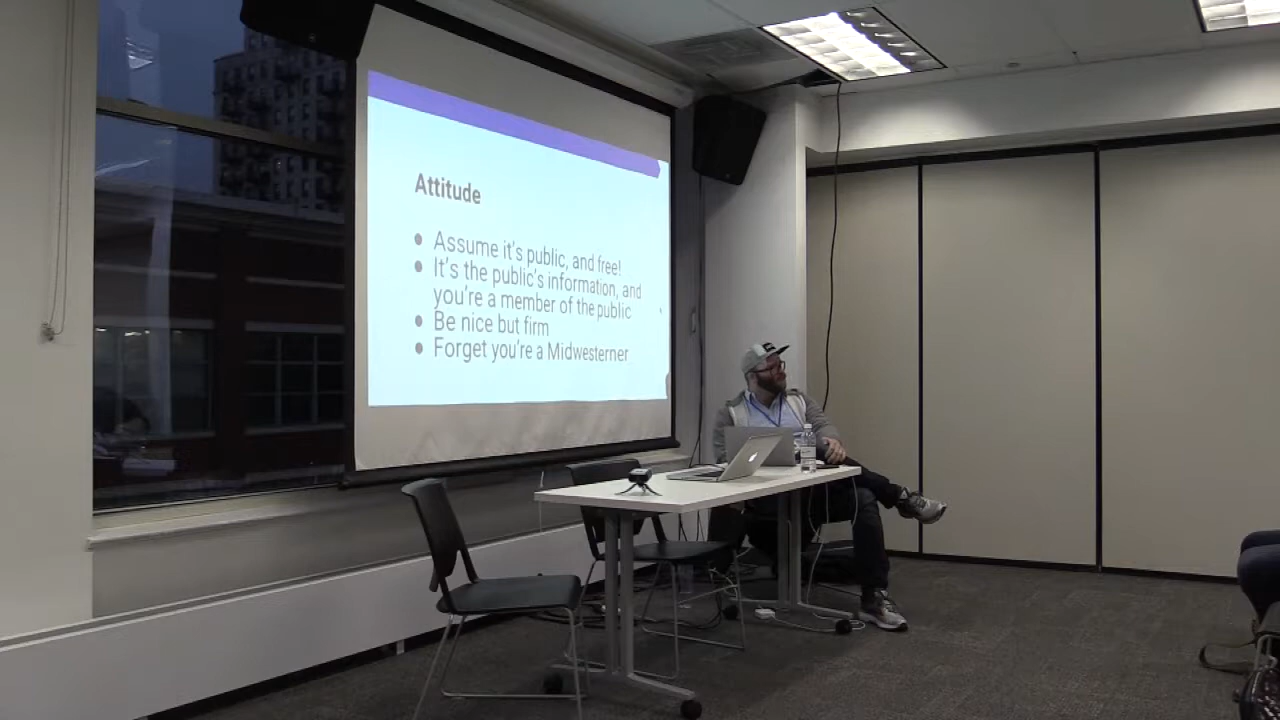 Attitude
● Assume it's public, and free!
● It's the public's information, and
you're a member of the public
● Be nice but firm
● Forget you're a Midwesterner